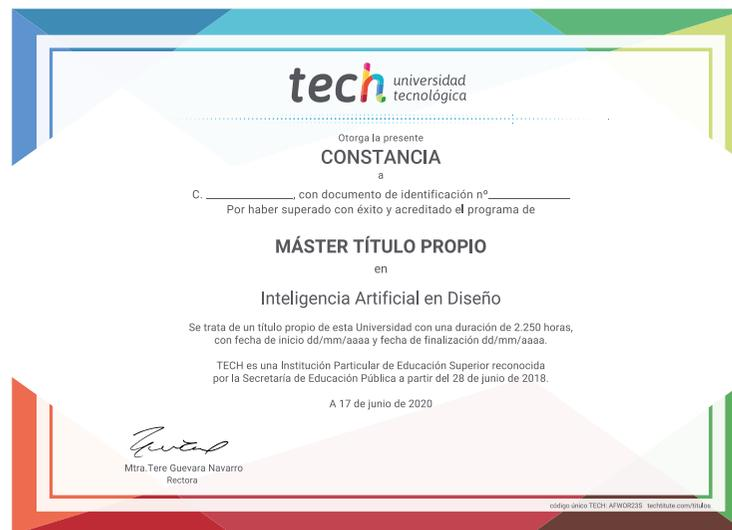 tech universidad
tecnológica
Otorga la presente
CONSTANCIA
a
C. ______________, con documento de identificación nº______________
Por haber superado con éxito y acreditado el programa de
MÁSTER TÍTULO PROPIO
en
Inteligencia Artificial en Diseño
Se trata de un título propio de esta Universidad con una duración de 2.250 horas,
con fecha de inicio dd/mm/aaaa y fecha de finalización dd/mm/aaaa.
TECH es una Institución Particular de Educación Superior reconocida
por la Secretaría de Educación Pública a partir del 28 de junio de 2018.
A 17 de junio de 2020
Mtra.Tere Guevara Navarro
Rectora
código único TECH: AFWOR23S techtitute.com/titulos